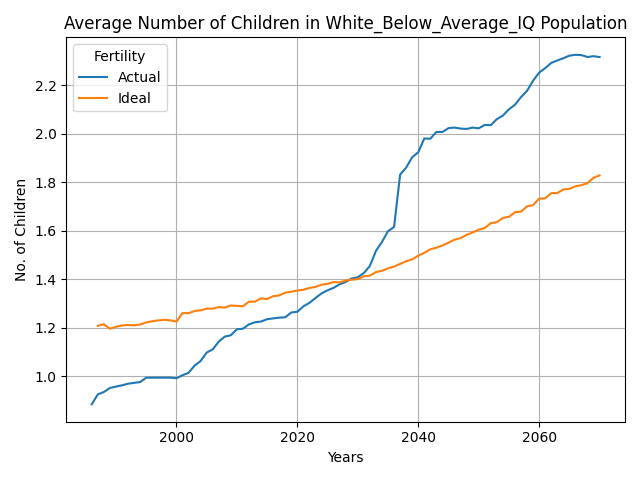 Average Number of Children in White_Below_Average_IQ Population
Fertility
Actual
Ideal
No. of Children
2.2
2.0
1.8
1.6
1.4
1.2
1.0
2000
2020
2040
2060
Years